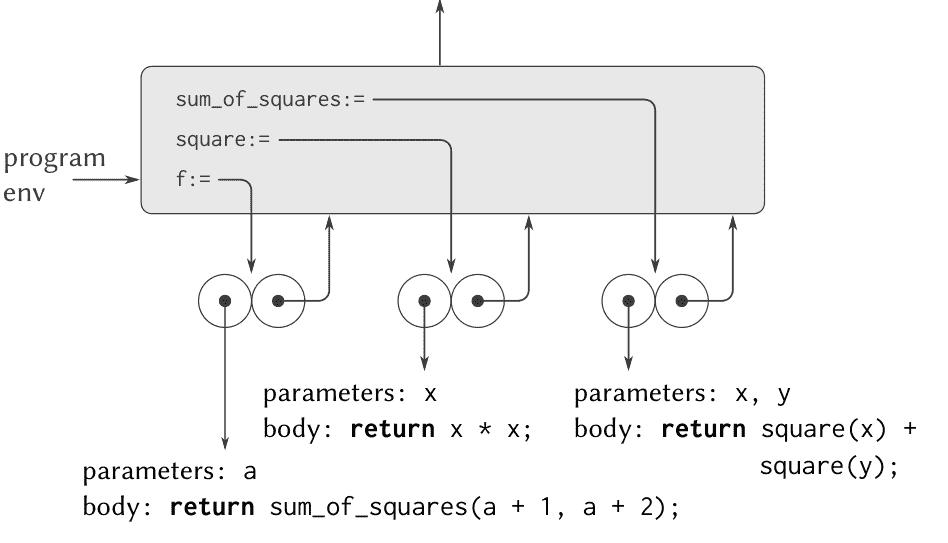 sum_of_squares:=
square:=
f:=
program
env
parameters: x
body: return x * x;
parameters: x, y
body: return square(x) +
square(y);
parameters: a
body: return sum_of_squares(a + 1, a + 2);